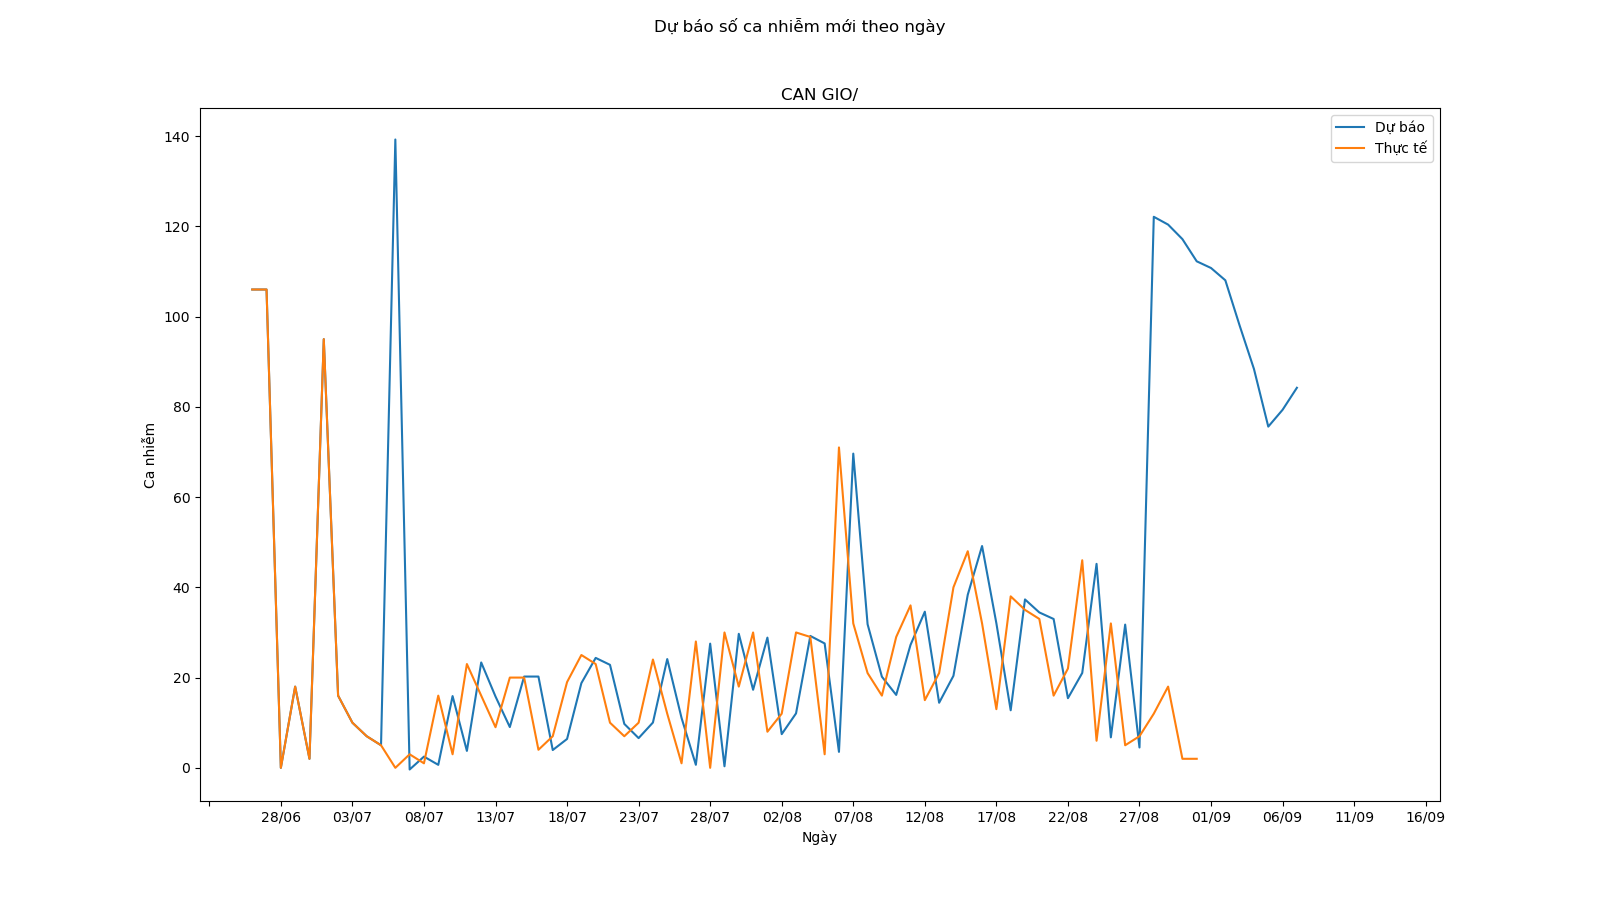 Dự báo số ca nhiễm mới theo ngày
CAN GIO/
Dự báo
Thực tế
140
120
100
80
60
40
20
0
Ca nhiễm
28/06 03/07 08/07 13/07 18/07 23/07 28/07 02/08 07/08 12/08 17/08 22/08 27/08 01/09 06/09 11/09 16/09
Ngày